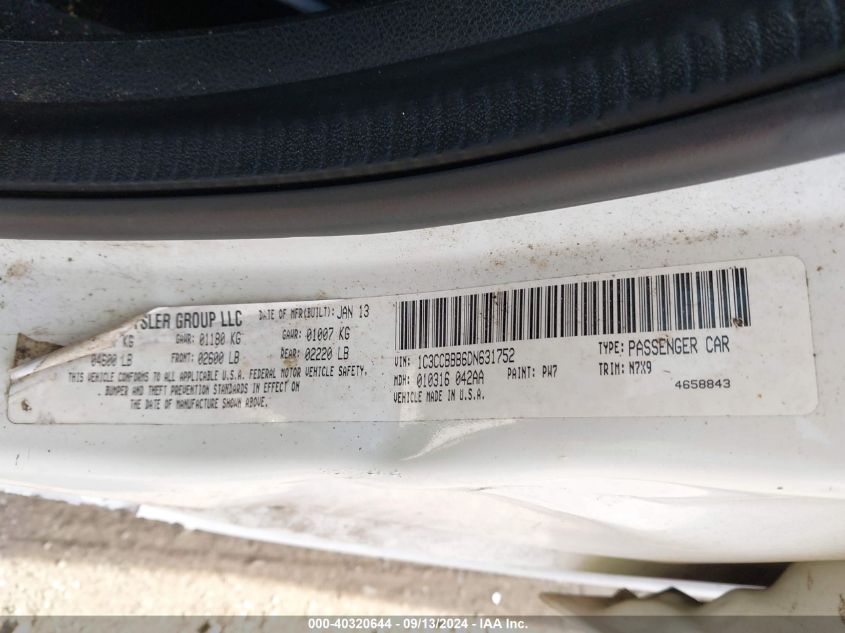 YSLER GROUP LLC
DATE OF MFR(BUILT): JAN 13
KG
GAWR: 01180 KG
GAWR: 01007 KG
04600 LB
FRONT: 02600 LB
REAR: 02220 LB
THIS VEHICLE CONFORMS TO ALL APPLICABLE U.S.A. FEDERAL MOTOR VEHICLE SAFETY,
BUMPER AND THEFT PREVENTION STANDARDS IN EFFECT ON
THE DATE OF MANUFACTURE SHOWN ABOVE.
VIN: 1C3CCBBB6DN631752
TYPE: PASSENGER CAR
MDH: 010316 042AA
PAINT: PW7
TRIM: N7X9
VEHICLE MADE IN U.S.A.
4658843
000-40320644 - 09/13/2024 - IAA Inc.